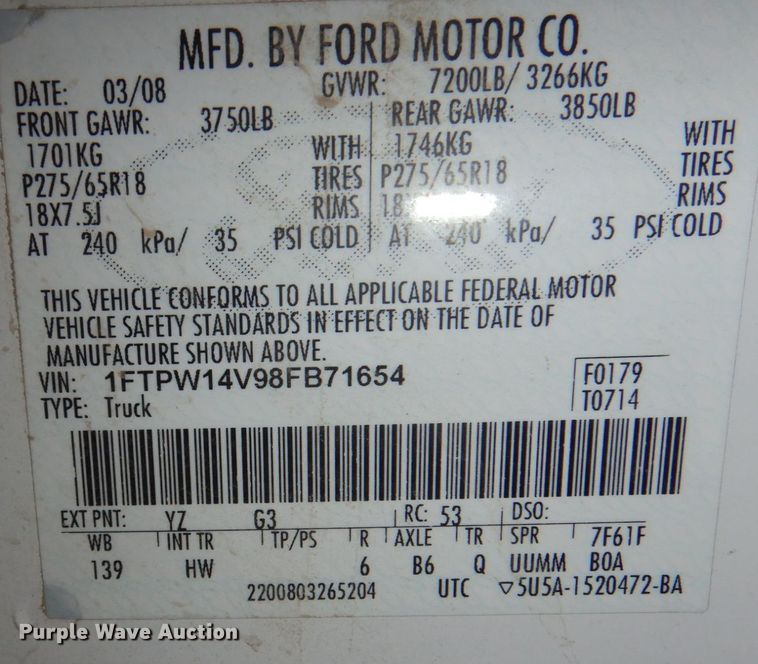 MFD. BY FORD MOTOR CO.
DATE: 03/08 GVWR: 7200LB/ 3266KG
FRONT GAWR: 3750LB REAR GAWR: 3850LB
1701KG WITH 1746KG WITH
P275/65R18 TIRES P275/65R18 TIRES
18X7.5J RIMS 18 RIMS
AT 240 kPa/ 35 PSI COLD AT 240 kPa/ 35 PSI COLD
THIS VEHICLE CONFORMS TO ALL APPLICABLE FEDERAL MOTOR
VEHICLE SAFETY STANDARDS IN EFFECT ON THE DATE OF
MANUFACTURE SHOWN ABOVE.
VIN: 1FTPW14V98FB71654 F0179
TYPE: Truck T0714
EXT PNT: YZ G3 RC: 53 DSO:
WB INT TR TP/PS R AXLE TR SPR 7F61F
139 HW 6 B6 Q UUMM BOA
2200803265204 UTC ▽5U5A-1520472-BA
Purple Wave Auction